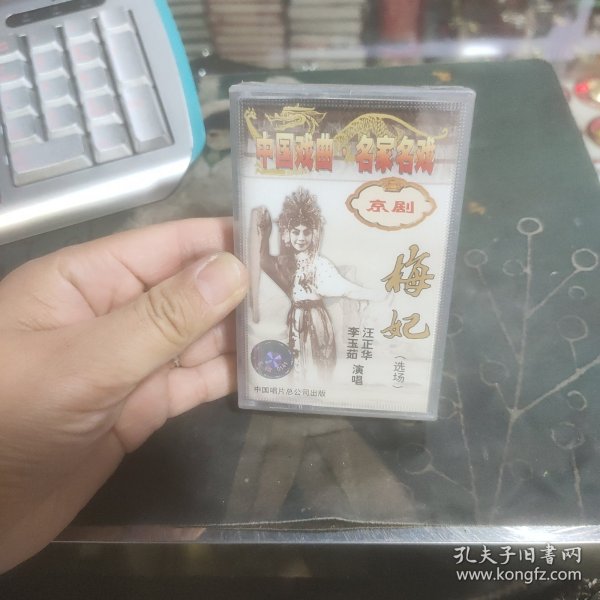 中国戏曲 名家名戏
京剧
梅妃
（选场）
汪正华
李玉茹 演唱
中国唱片总公司出版
孔夫子旧书网
www.kongfz.com